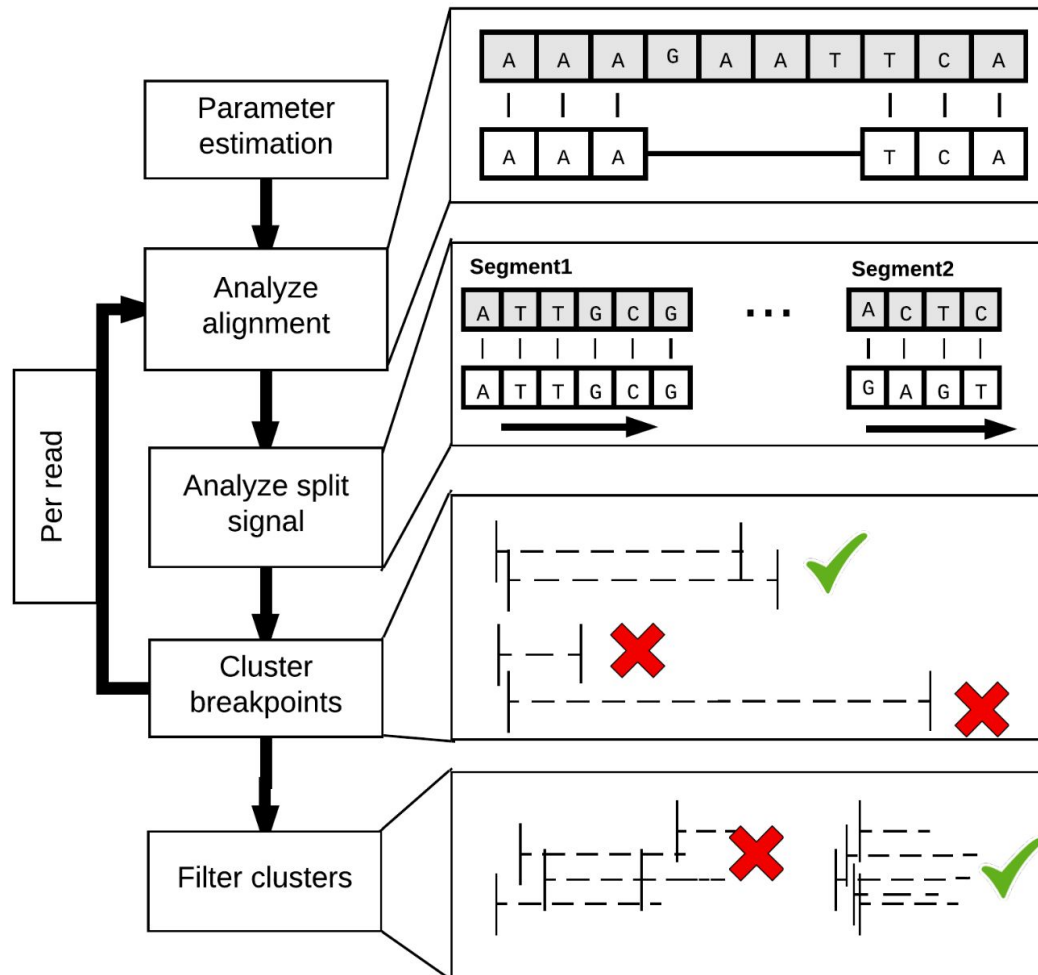 Parameter
estimation
Analyze
alignment
Per read
Analyze split
signal
Cluster
breakpoints
Filter clusters
A A A G A A T T C A
A A A T C A
Segment1
Segment2
A T T G C G
...
A C T C
A T T G C G
G A G T